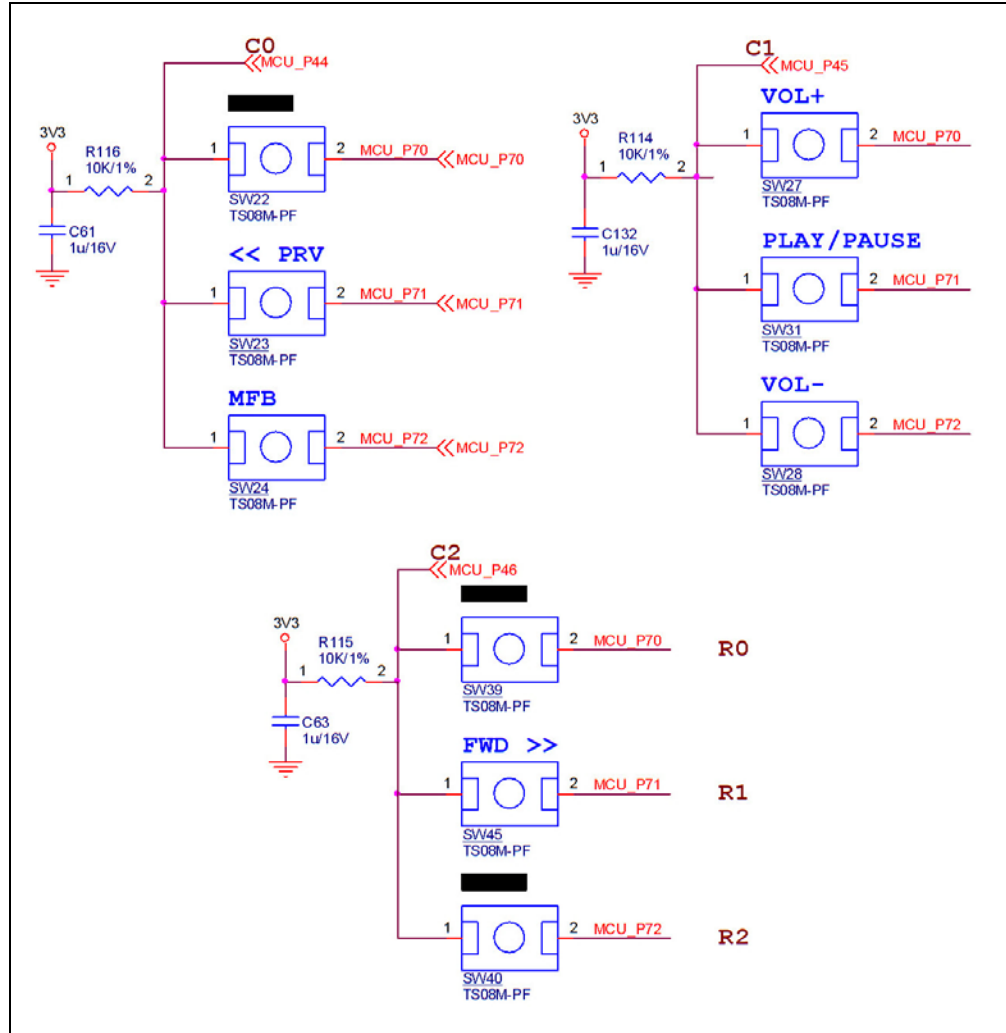 C0
MCU_P44
3V3
R116
10K/1%
1 2
C61
1u/16V
1 2 MCU_P70 MCU_P70
SW22
TS08M-PF
<< PRV
1 2 MCU_P71 MCU_P71
SW23
TS08M-PF
MFB
1 2 MCU_P72 MCU_P72
SW24
TS08M-PF
C1
MCU_P45
VOL+
3V3
R114
10K/1%
1 2
C132
1u/16V
1 2 MCU_P70
SW27
TS08M-PF
PLAY/PAUSE
1 2 MCU_P71
SW31
TS08M-PF
VOL-
1 2 MCU_P72
SW28
TS08M-PF
C2
MCU_P46
3V3
R115
10K/1%
1 2
C63
1u/16V
1 2 MCU_P70 R0
SW39
TS08M-PF
FWD >>
1 2 MCU_P71 R1
SW45
TS08M-PF
1 2 MCU_P72 R2
SW40
TS08M-PF